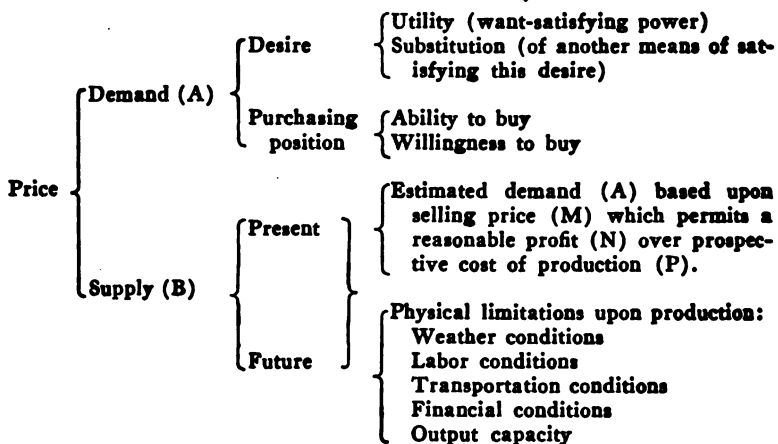 Utility (want-satisfying power)
Desire
Substitution (of another means of sat-
isfying this desire)
Demand (A)
Purchasing
position
Ability to buy
Willingness to buy
Price
Estimated demand (A) based upon
selling price (M) which permits a
Present
reasonable profit (N) over prospec-
tive cost of production (P).
Supply (B)
Physical limitations upon production:
Weather conditions
Future
Labor conditions
Transportation conditions
Financial conditions
Output capacity